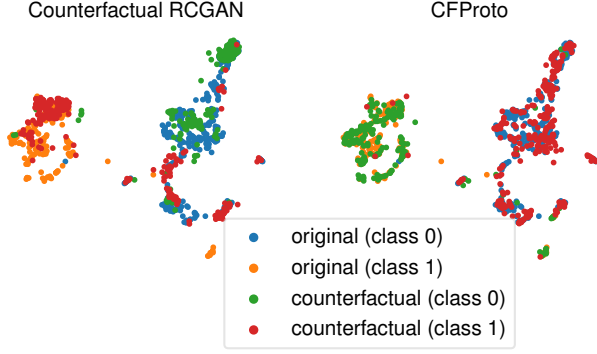 Counterfactual RCGAN
CFProto
original (class 0)
original (class 1)
counterfactual (class 0)
counterfactual (class 1)